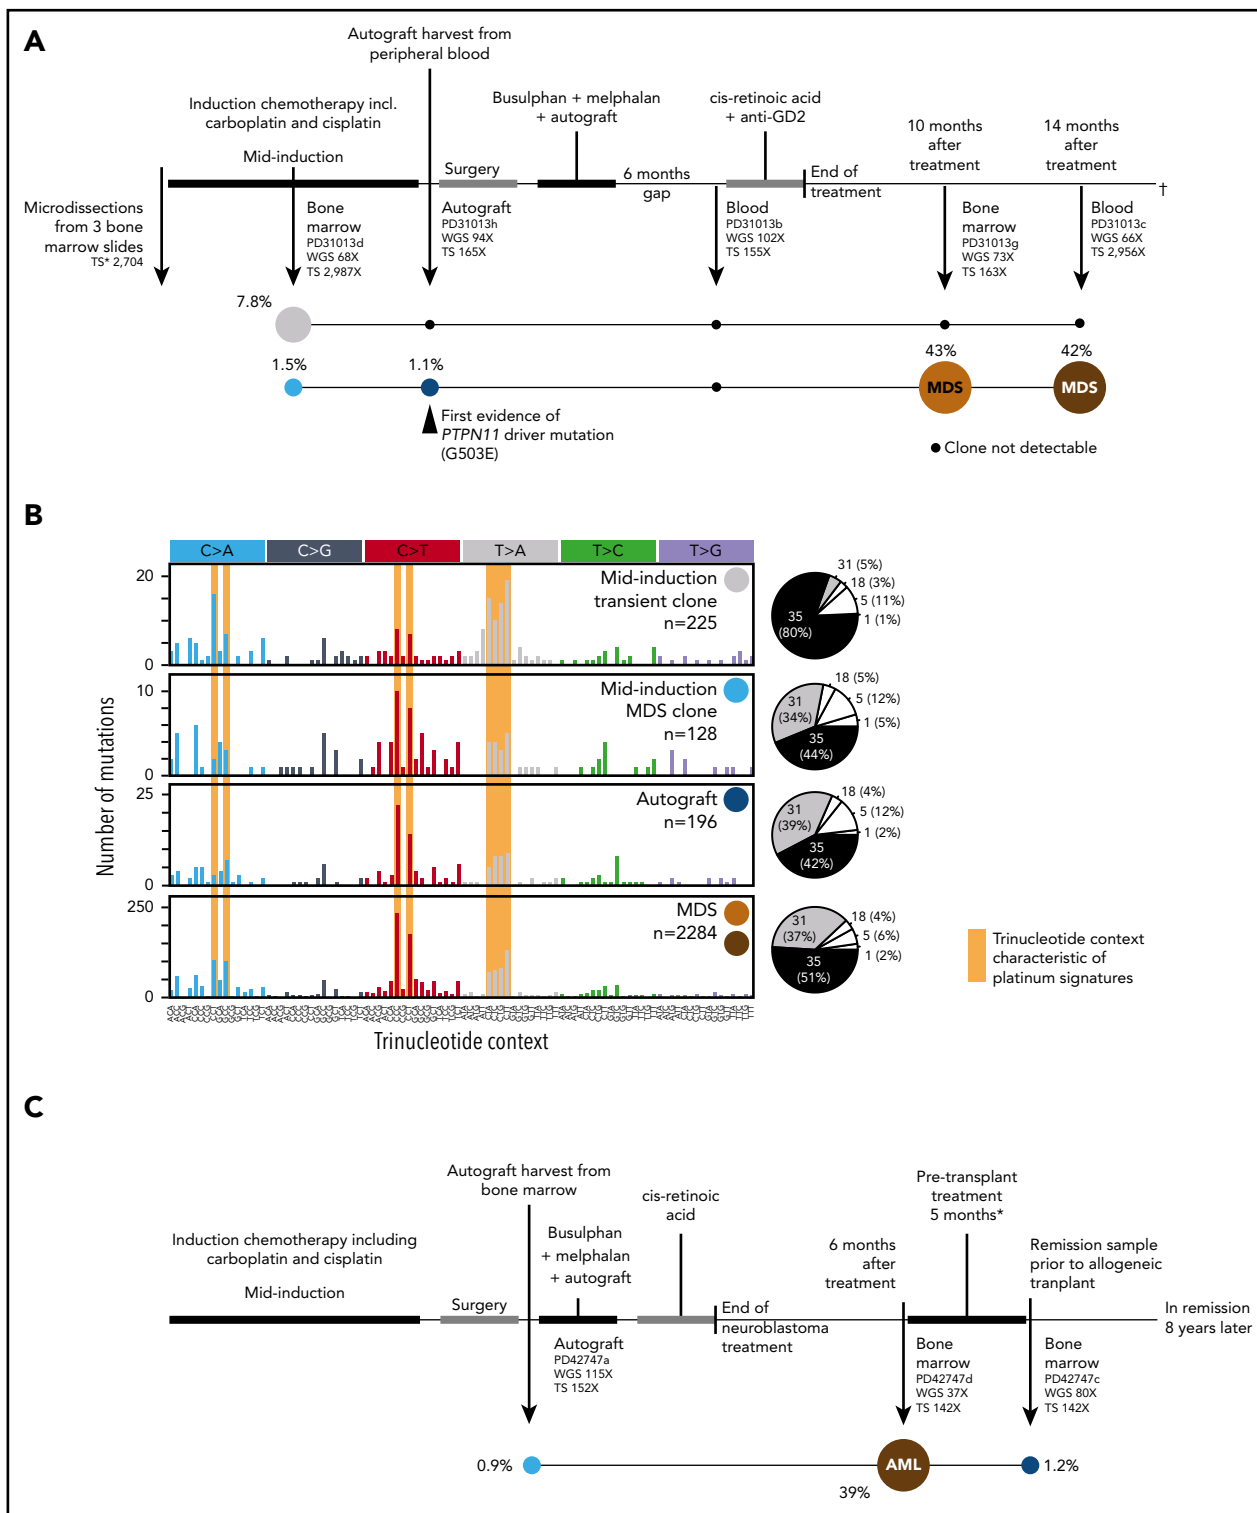 A
Autograft harvest from
peripheral blood
Induction chemotherapy incl.
carboplatin and cisplatin
Mid-induction
Busulphan + melphalan
+ autograft
cis-retinoic acid
+ anti-GD2
10 months
after
treatment
14 months
after
treatment
Surgery
6 months
gap
End of
treatment
†
Microdissections
from 3 bone
marrow slides
TS* 2,704
Bone
marrow
PD31013d
WGS 68X
TS 2,987X
Autograft
PD31013h
WGS 94X
TS 165X
Blood
PD31013b
WGS 102X
TS 155X
Bone
marrow
PD31013g
WGS 73X
TS 163X
Blood
PD31013c
WGS 66X
TS 2,956X
7.8%
1.5%
1.1%
43%
42%
MDS
MDS
First evidence of
PTPN11 driver mutation
(G503E)
Clone not detectable
B
C>A
C>G
C>T
T>A
T>C
T>G
Number of mutations
20
0
Mid-induction
transient clone
n=225
31 (5%)
18 (3%)
5 (11%)
1 (1%)
35
(80%)
10
0
Mid-induction
MDS clone
n=128
18 (5%)
5 (12%)
1 (5%)
31
(34%)
35
(44%)
25
0
Autograft
n=196
18 (4%)
5 (12%)
1 (2%)
31
(39%)
35
(42%)
250
0
MDS
n=2284
18 (4%)
5 (6%)
1 (2%)
31
(37%)
35
(51%)
Trinucleotide context
characteristic of
platinum signatures
Trinucleotide context
C
Autograft harvest from
bone marrow
cis-retinoic
acid
Pre-transplant
treatment
5 months*
Induction chemotherapy including
carboplatin and cisplatin
Mid-induction
Busulphan
+ melphalan
+ autograft
6 months
after
treatment
Remission sample
prior to allogeneic
tranplant
Surgery
End of
neuroblastoma
treatment
In remission
8 years later
Autograft
PD42747a
WGS 115X
TS 152X
Bone
marrow
PD42747d
WGS 37X
TS 142X
Bone
marrow
PD42747c
WGS 80X
TS 142X
0.9%
AML
39%
1.2%